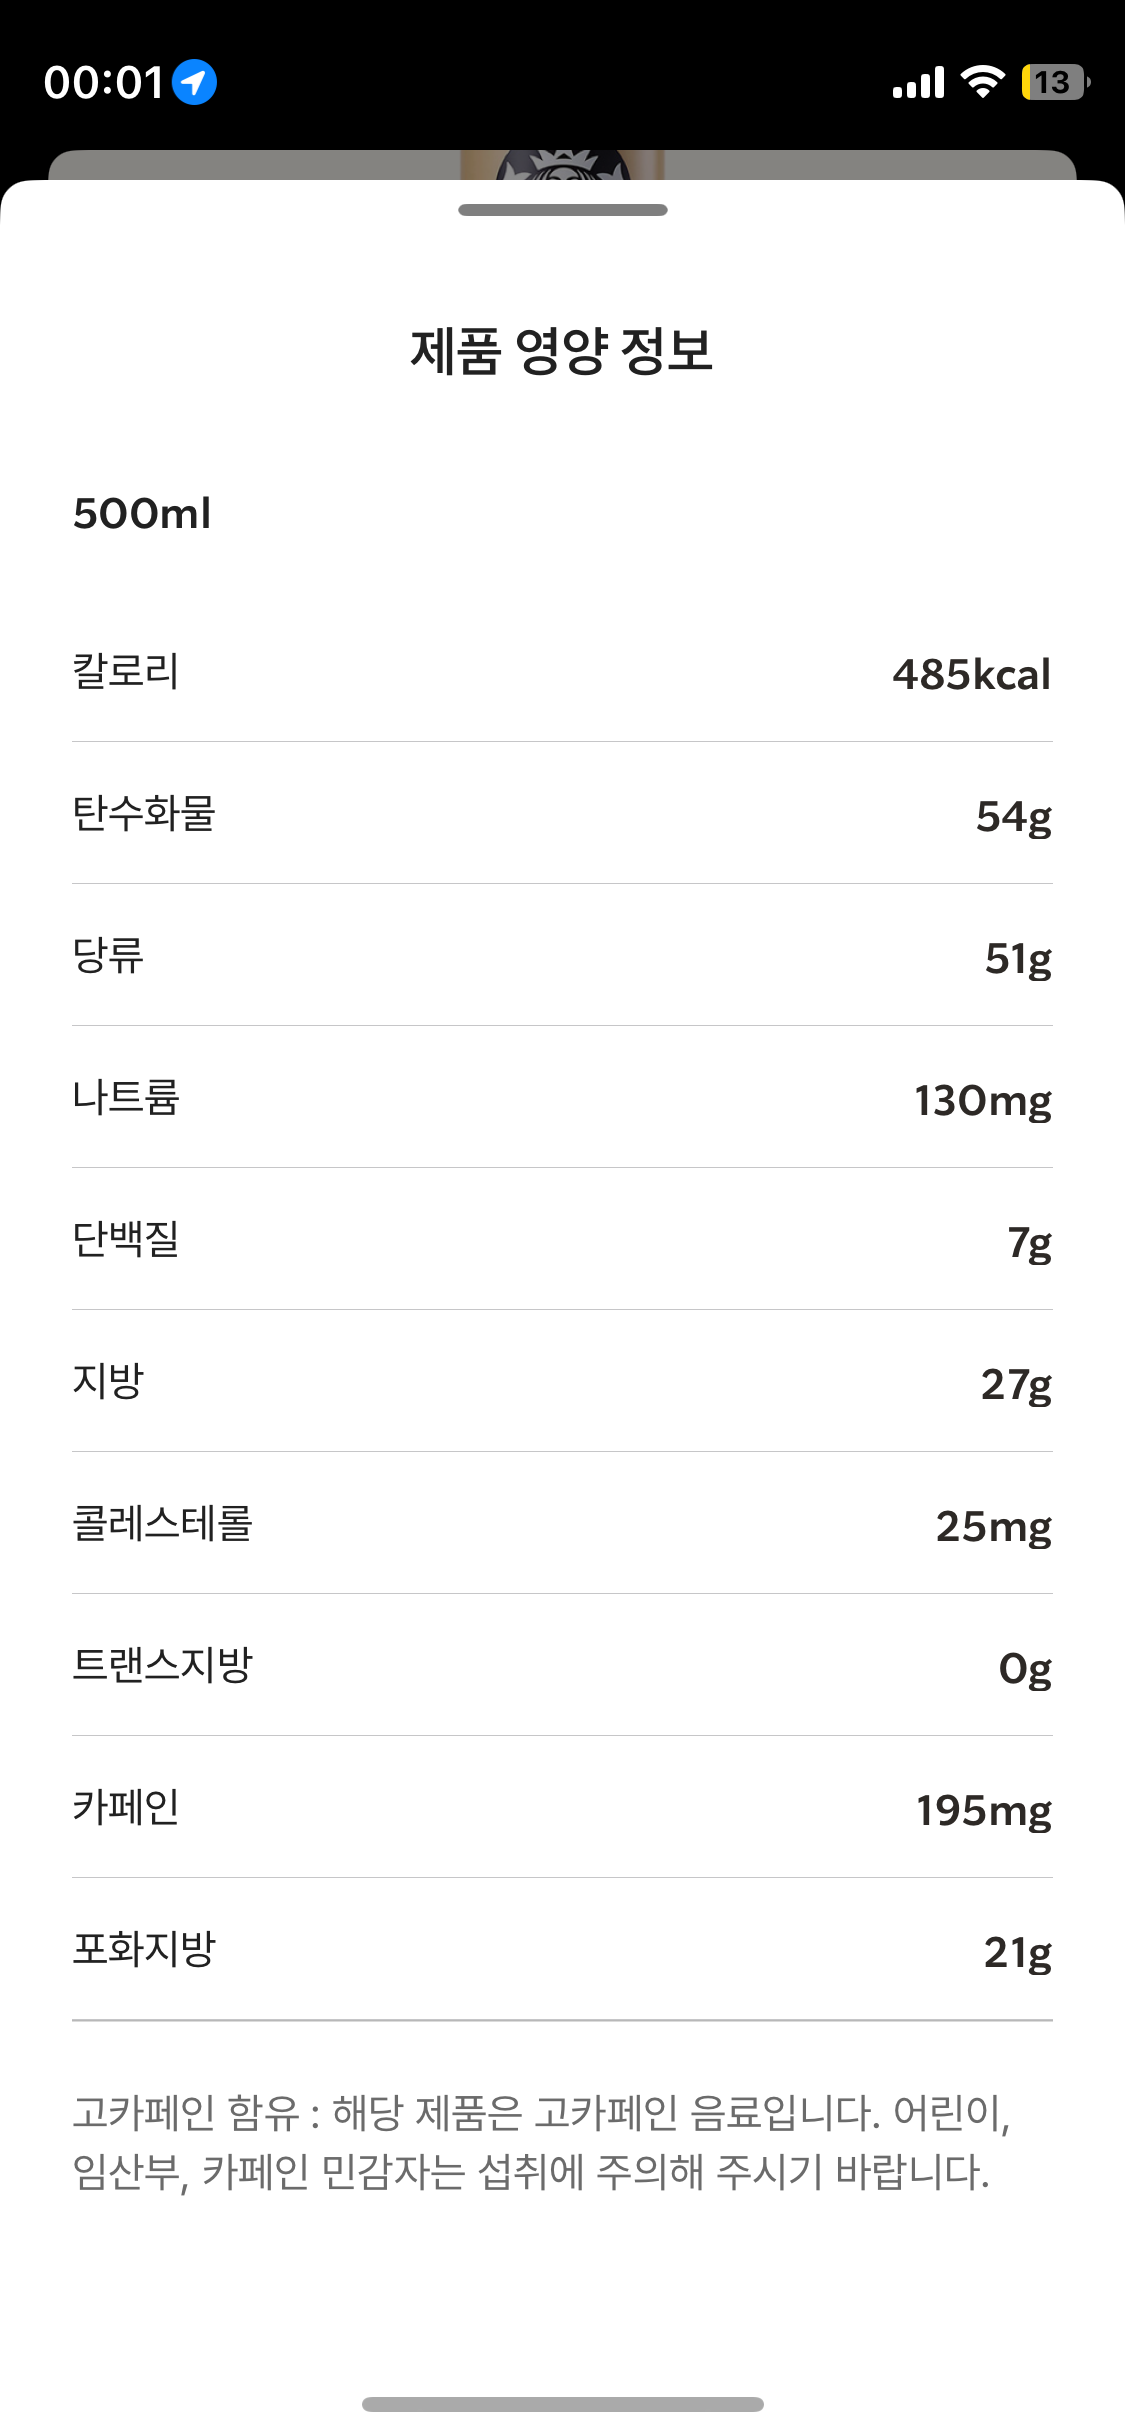 00:01
13
제품 영양 정보
500ml
칼로리 485kcal
탄수화물 54g
당류 51g
나트륨 130mg
단백질 7g
지방 27g
콜레스테롤 25mg
트랜스지방 0g
카페인 195mg
포화지방 21g
고카페인 함유 : 해당 제품은 고카페인 음료입니다. 어린이,
임산부, 카페인 민감자는 섭취에 주의해 주시기 바랍니다.